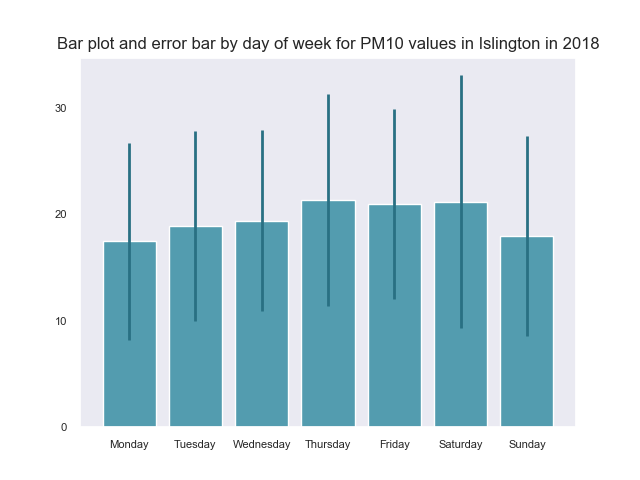 Bar plot and error bar by day of week for PM10 values in Islington in 2018
30
20
10
0
Monday Tuesday Wednesday Thursday Friday Saturday Sunday